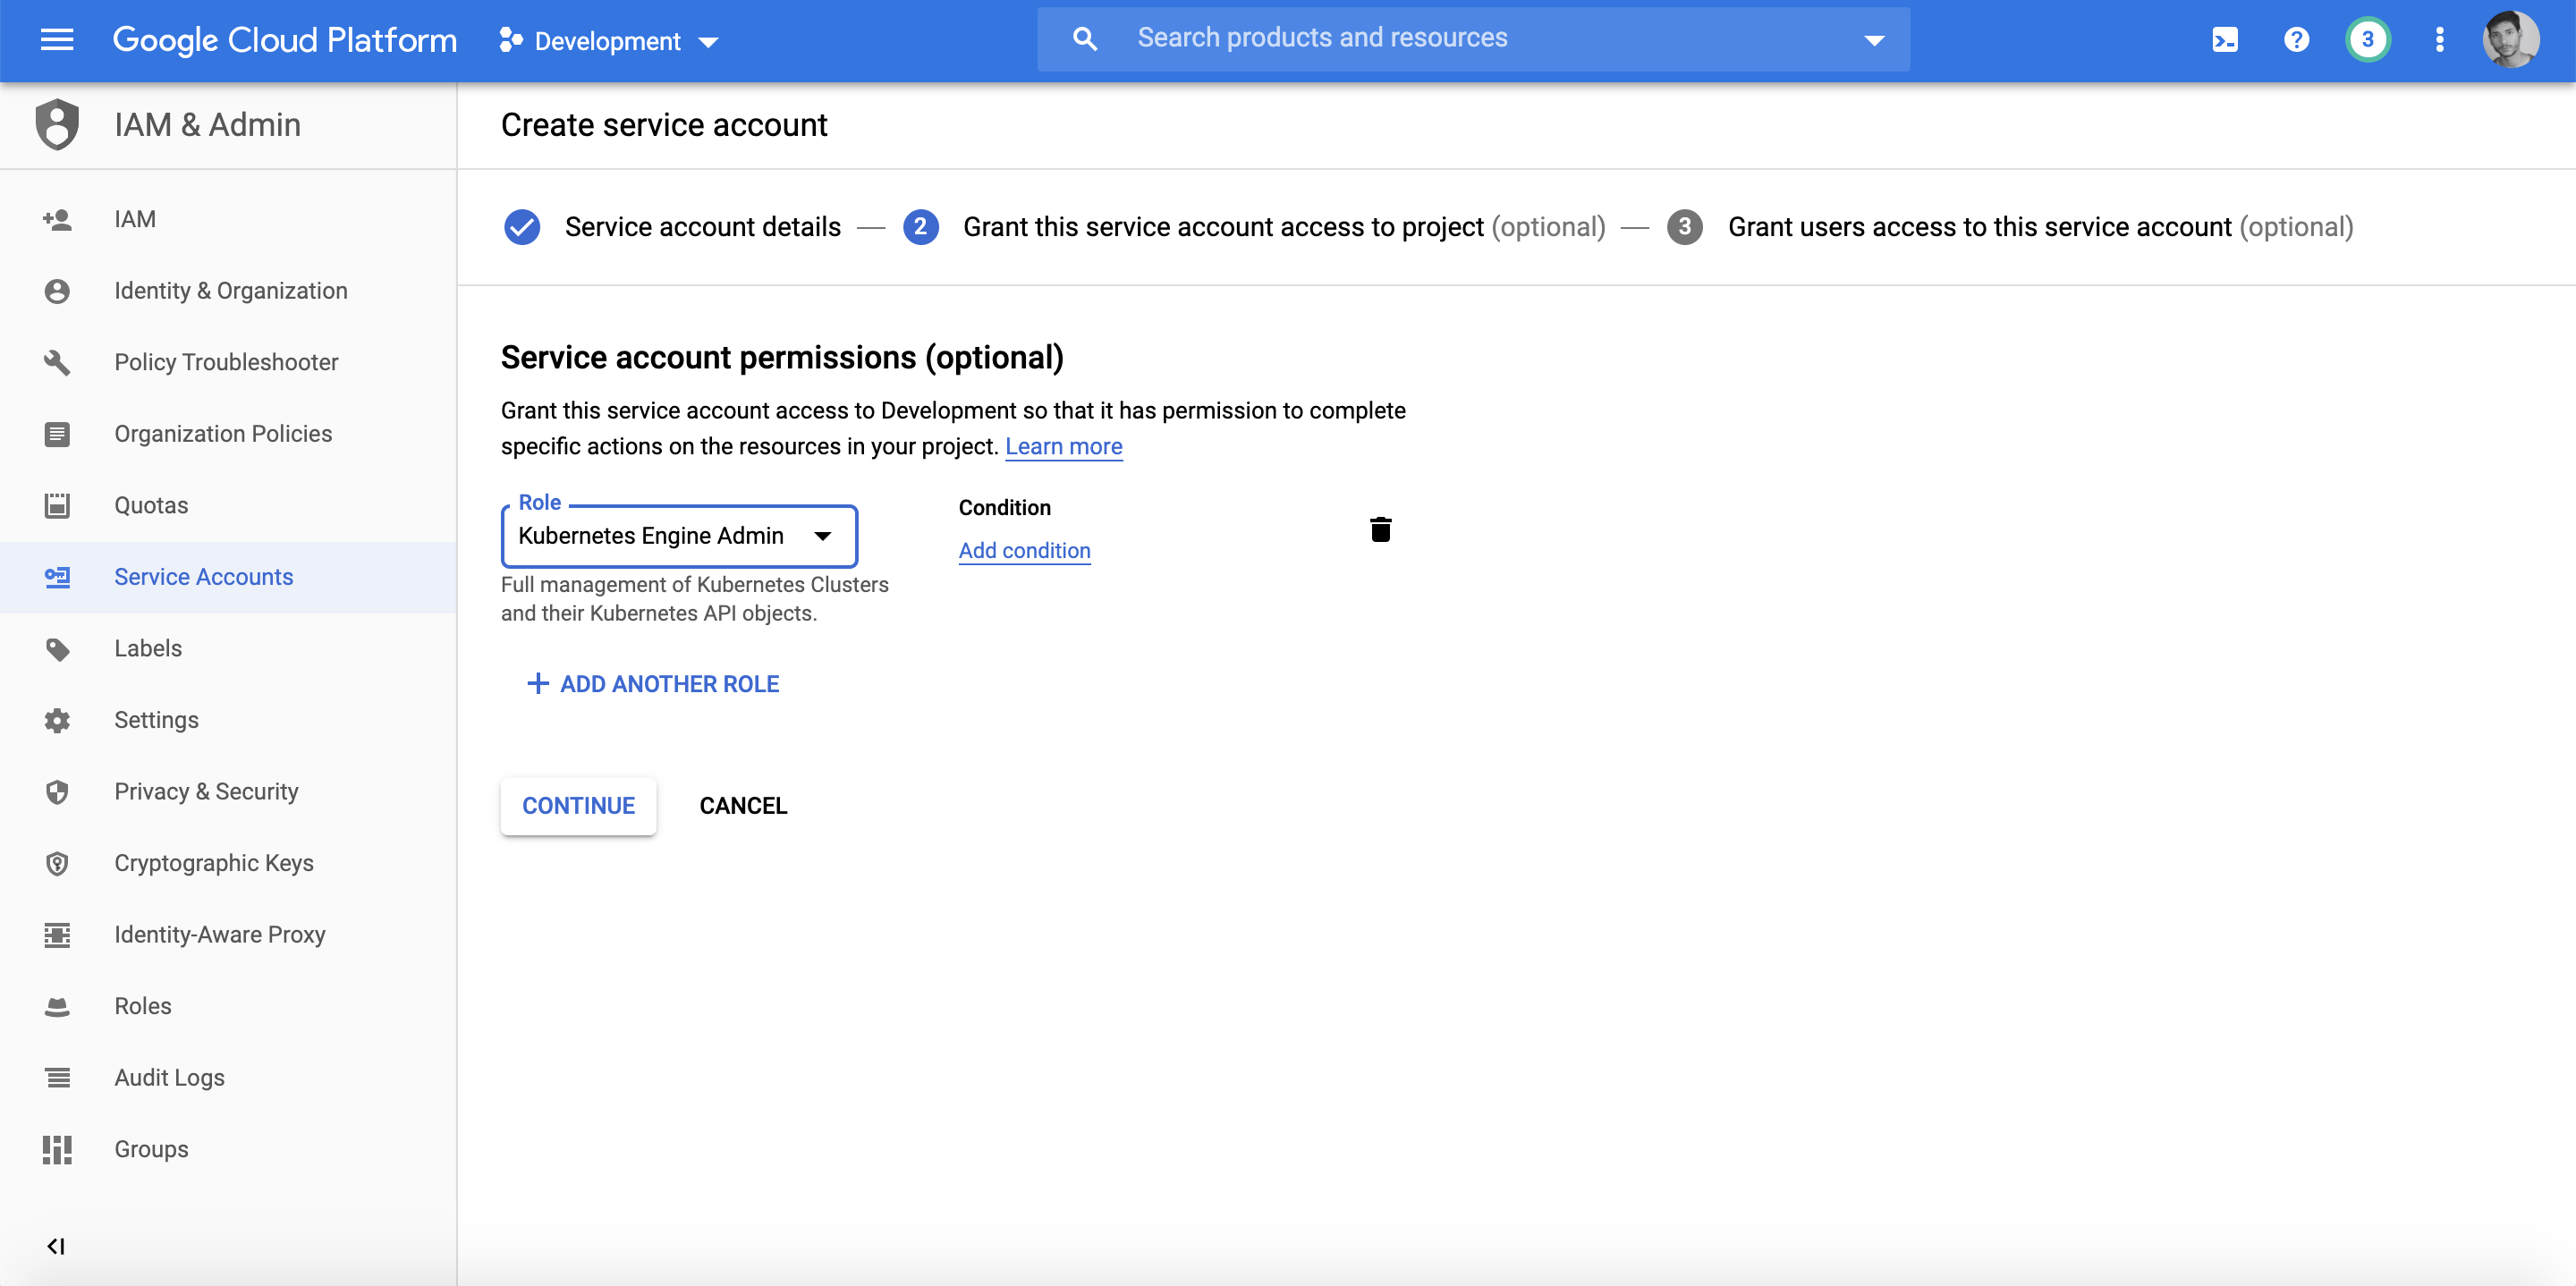 Google Cloud Platform
Development
Search products and resources
3
IAM & Admin
IAM
Identity & Organization
Policy Troubleshooter
Organization Policies
Quotas
Service Accounts
Labels
Settings
Privacy & Security
Cryptographic Keys
Identity-Aware Proxy
Roles
Audit Logs
Groups
Create service account
Service account details — 2 Grant this service account access to project (optional) — 3 Grant users access to this service account (optional)
Service account permissions (optional)
Grant this service account access to Development so that it has permission to complete
specific actions on the resources in your project. Learn more
Role
Kubernetes Engine Admin
Full management of Kubernetes Clusters
and their Kubernetes API objects.
Condition
Add condition
ADD ANOTHER ROLE
CONTINUE
CANCEL